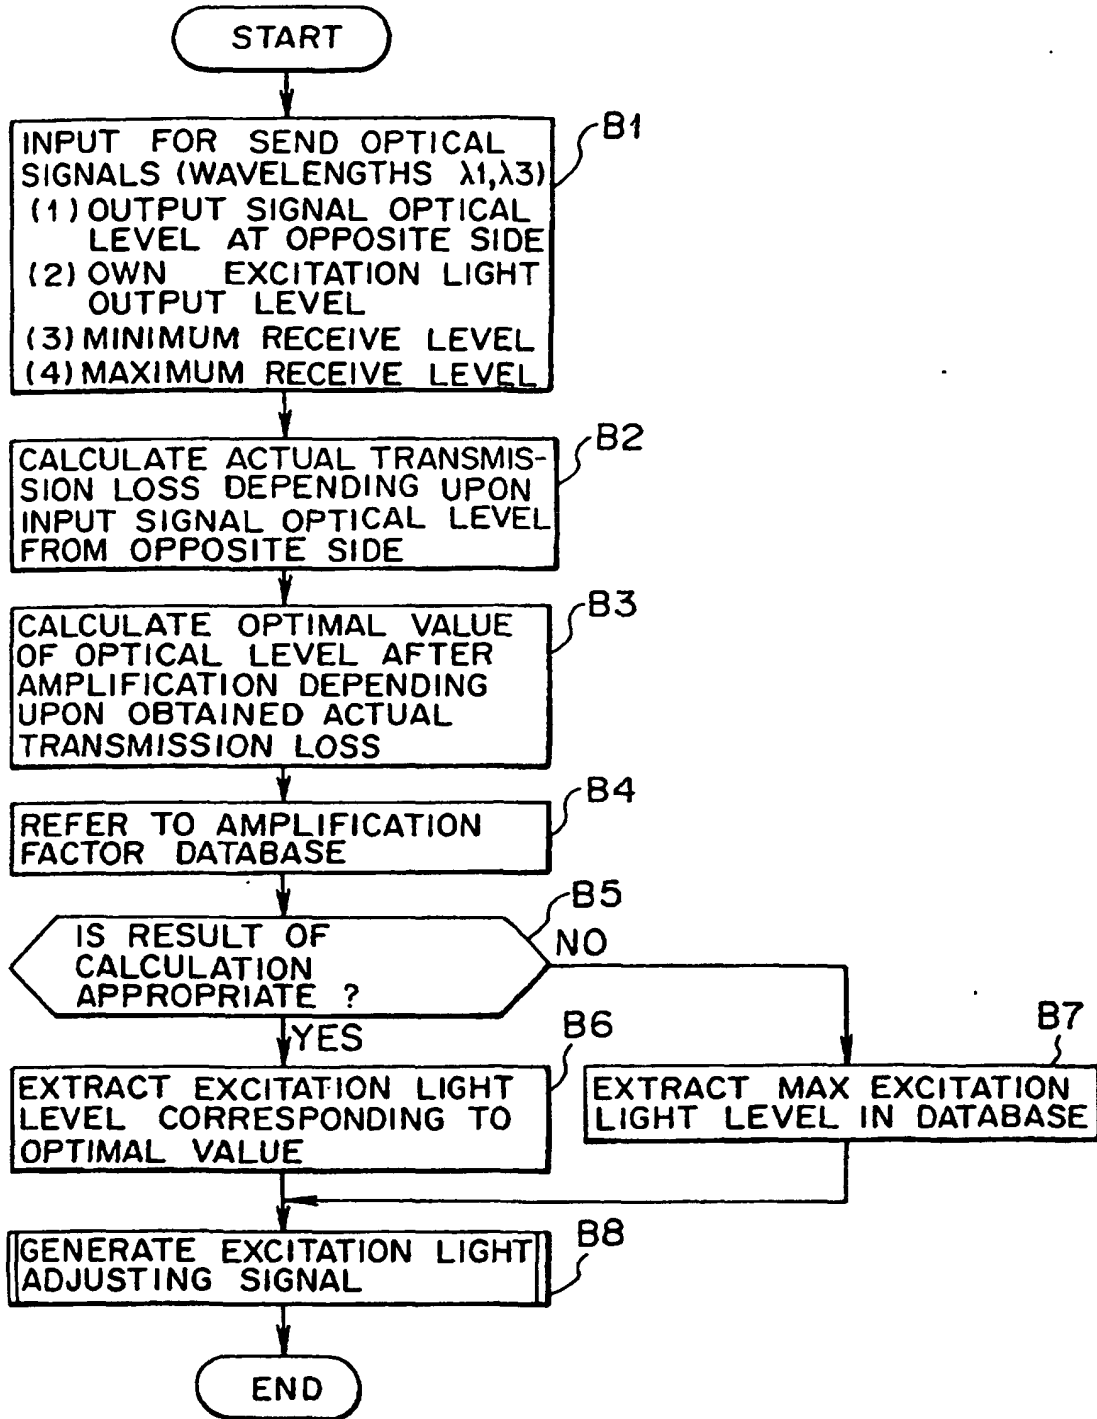 START
B1
INPUT FOR SEND OPTICAL
SIGNALS (WAVELENGTHS λ1,λ3)
(1) OUTPUT SIGNAL OPTICAL
LEVEL AT OPPOSITE SIDE
(2) OWN EXCITATION LIGHT
OUTPUT LEVEL
(3) MINIMUM RECEIVE LEVEL
(4) MAXIMUM RECEIVE LEVEL
B2
CALCULATE ACTUAL TRANSMIS-
SION LOSS DEPENDING UPON
INPUT SIGNAL OPTICAL LEVEL
FROM OPPOSITE SIDE
B3
CALCULATE OPTIMAL VALUE
OF OPTICAL LEVEL AFTER
AMPLIFICATION DEPENDING
UPON OBTAINED ACTUAL
TRANSMISSION LOSS
B4
REFER TO AMPLIFICATION
FACTOR DATABASE
B5
IS RESULT OF
CALCULATION
APPROPRIATE ?
NO
YES
B6
EXTRACT EXCITATION LIGHT
LEVEL CORRESPONDING TO
OPTIMAL VALUE
B7
EXTRACT MAX EXCITATION
LIGHT LEVEL IN DATABASE
B8
GENERATE EXCITATION LIGHT
ADJUSTING SIGNAL
END